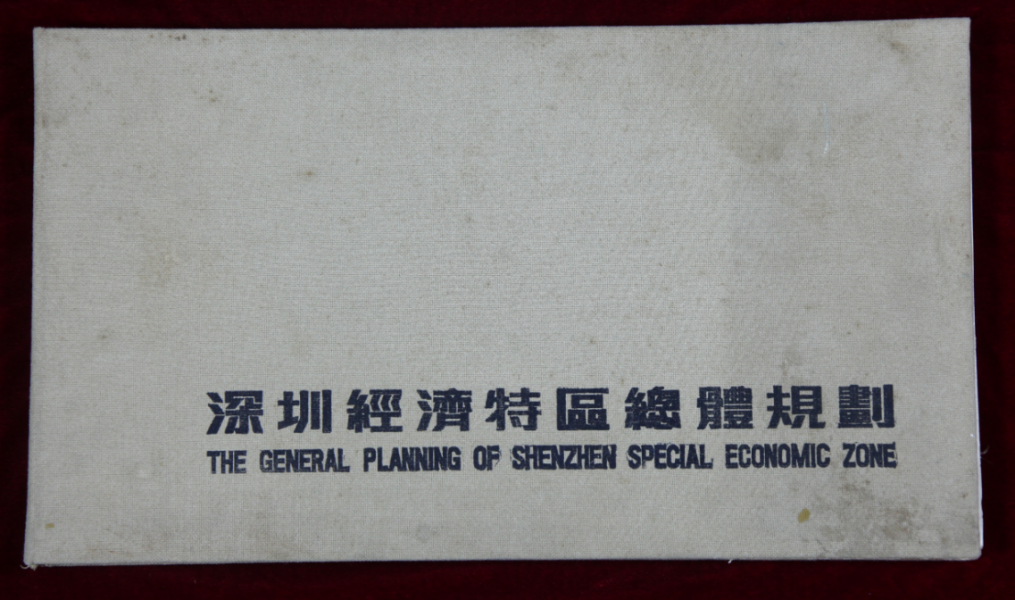 深圳經濟特區總體規劃
THE GENERAL PLANNING OF SHENZHEN SPECIAL ECONOMIC ZONE